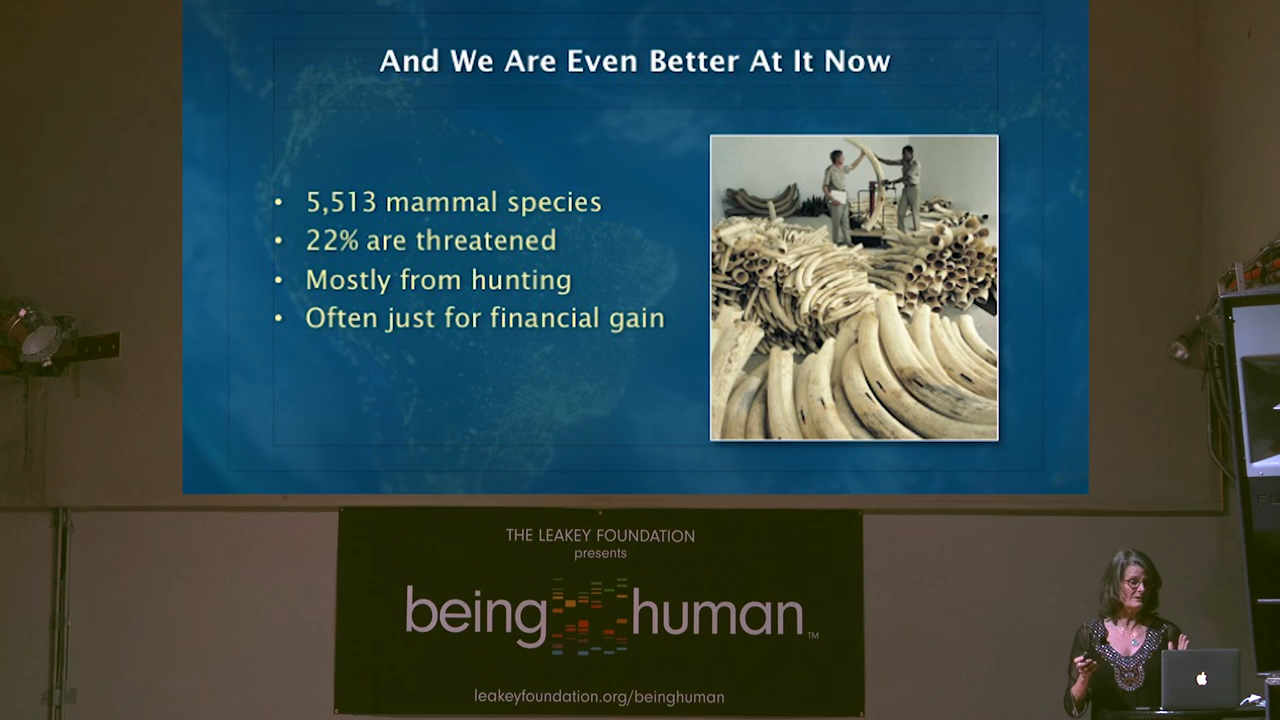 And We Are Even Better At It Now
• 5,513 mammal species
• 22% are threatened
• Mostly from hunting
• Often just for financial gain
THE LEAKEY FOUNDATION
presents
being human™
leakeyfoundation.org/beinghuman